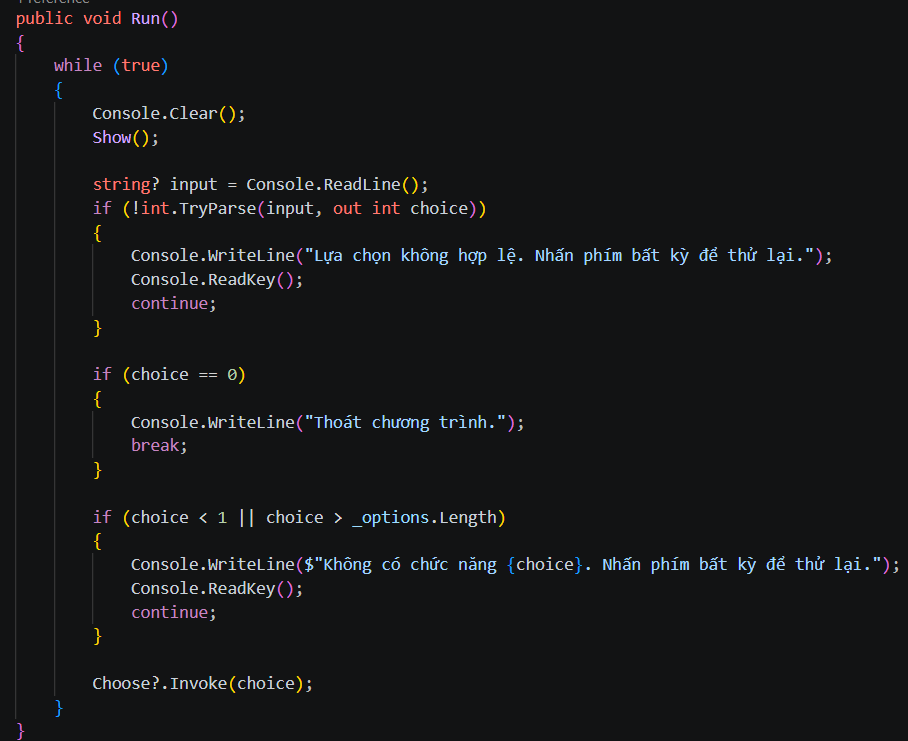 public void Run()
{
    while (true)
    {
        Console.Clear();
        Show();

        string? input = Console.ReadLine();
        if (!int.TryParse(input, out int choice))
        {
            Console.WriteLine("Lựa chọn không hợp lệ. Nhấn phím bất kỳ để thử lại.");
            Console.ReadKey();
            continue;
        }

        if (choice == 0)
        {
            Console.WriteLine("Thoát chương trình.");
            break;
        }

        if (choice < 1 || choice > _options.Length)
        {
            Console.WriteLine($"Không có chức năng {choice}. Nhấn phím bất kỳ để thử lại.");
            Console.ReadKey();
            continue;
        }

        Choose?.Invoke(choice);
    }
}